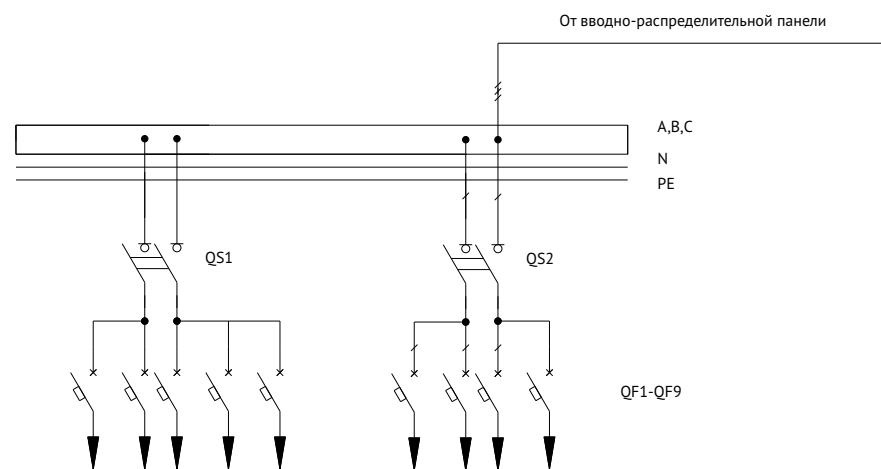 От вводно-распределительной панели
A,B,C
N
PE
QS1
QS2
QF1-QF9